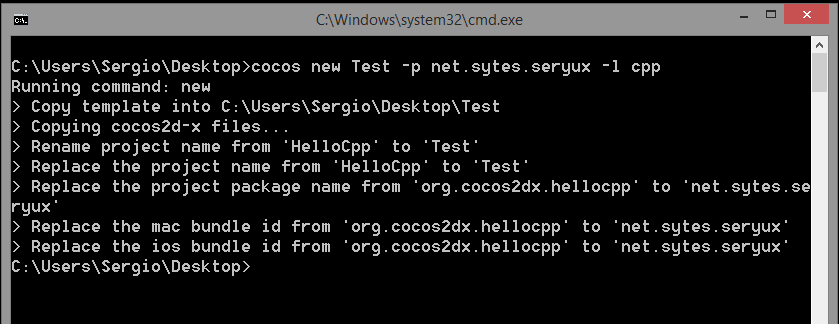 C:\Windows\system32\cmd.exe
C:\Users\Sergio\Desktop>cocos new Test -p net.sytes.seryux -l cpp
Running command: new
> Copy template into C:\Users\Sergio\Desktop\Test
> Copying cocos2d-x files...
> Rename project name from 'HelloCpp' to 'Test'
> Replace the project name from 'HelloCpp' to 'Test'
> Replace the project package name from 'org.cocos2dx.hellocpp' to 'net.sytes.se
ryux'
> Replace the mac bundle id from 'org.cocos2dx.hellocpp' to 'net.sytes.seryux'
> Replace the ios bundle id from 'org.cocos2dx.hellocpp' to 'net.sytes.seryux'
C:\Users\Sergio\Desktop>